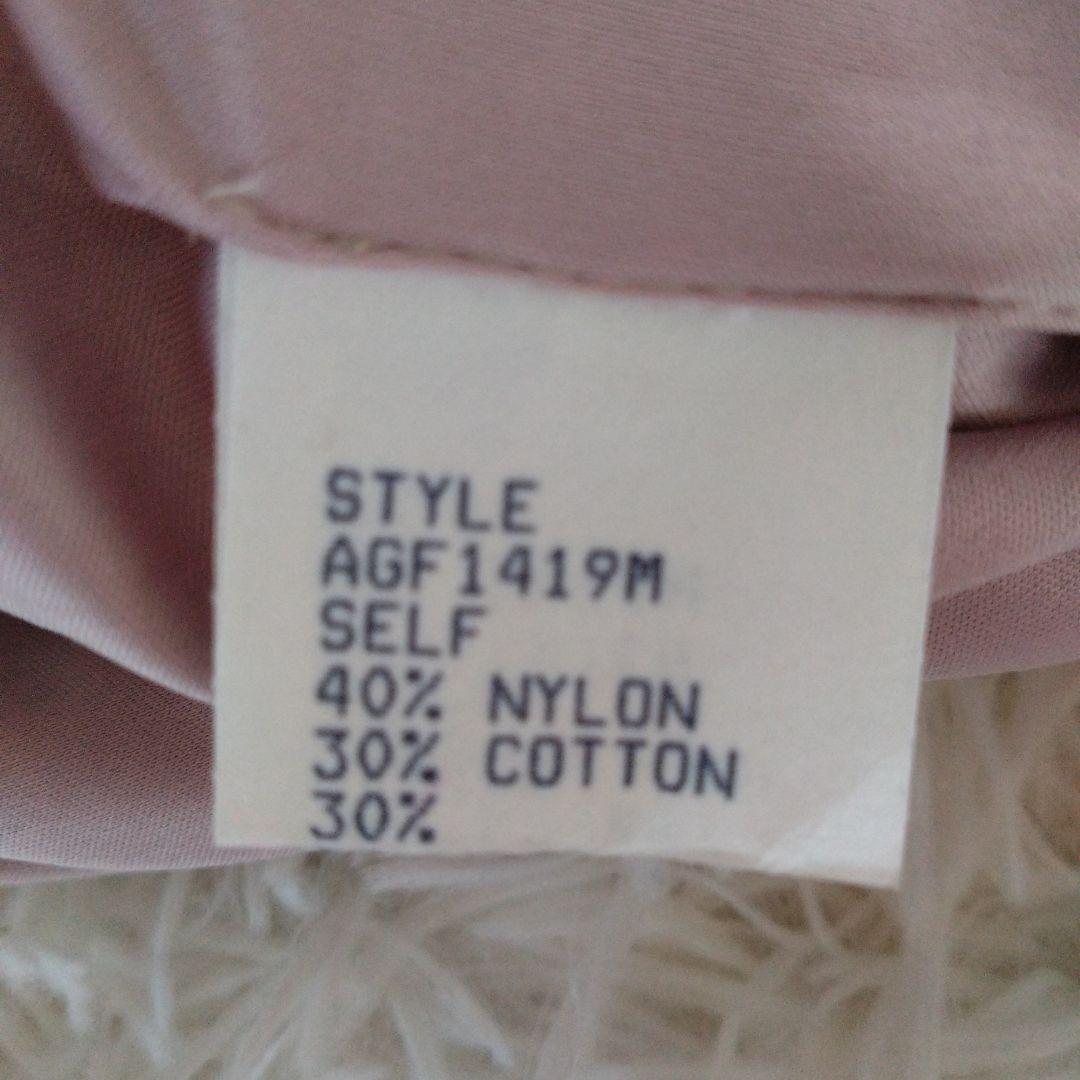 STYLE
AGF1419M
SELF
40% NYLON
30% COTTON
30%